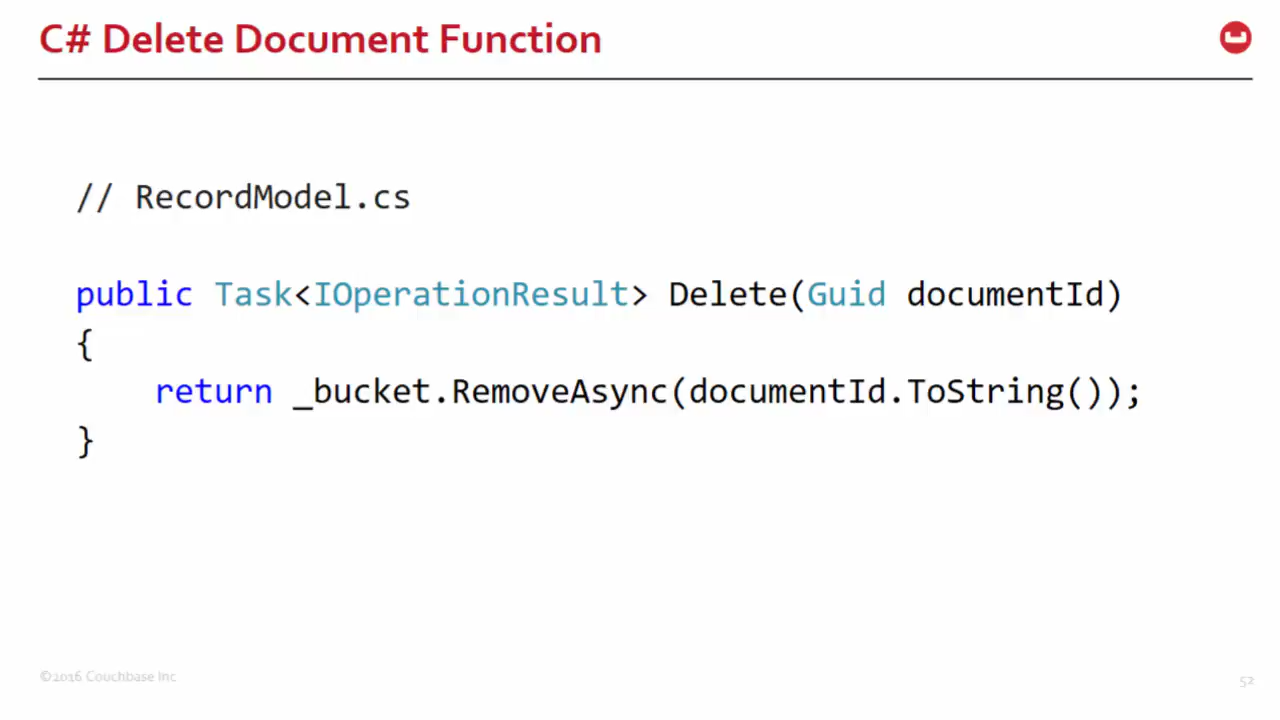 C# Delete Document Function
// RecordModel.cs
public Task<IOperationResult> Delete(Guid documentId)
{
    return _bucket.RemoveAsync(documentId.ToString());
}
©2016 Couchbase Inc
52